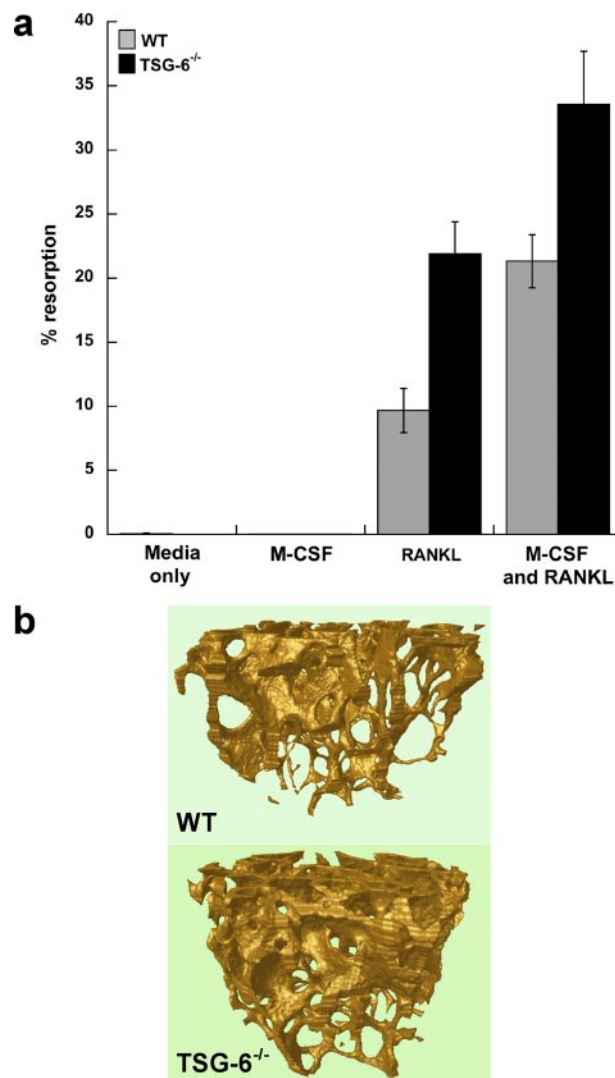 a
40
35
30
25
20
15
10
5
0
% resorption
WT
TSG-6-/-
Media only
M-CSF
RANKL
M-CSF and RANKL
b
WT
TSG-6-/-